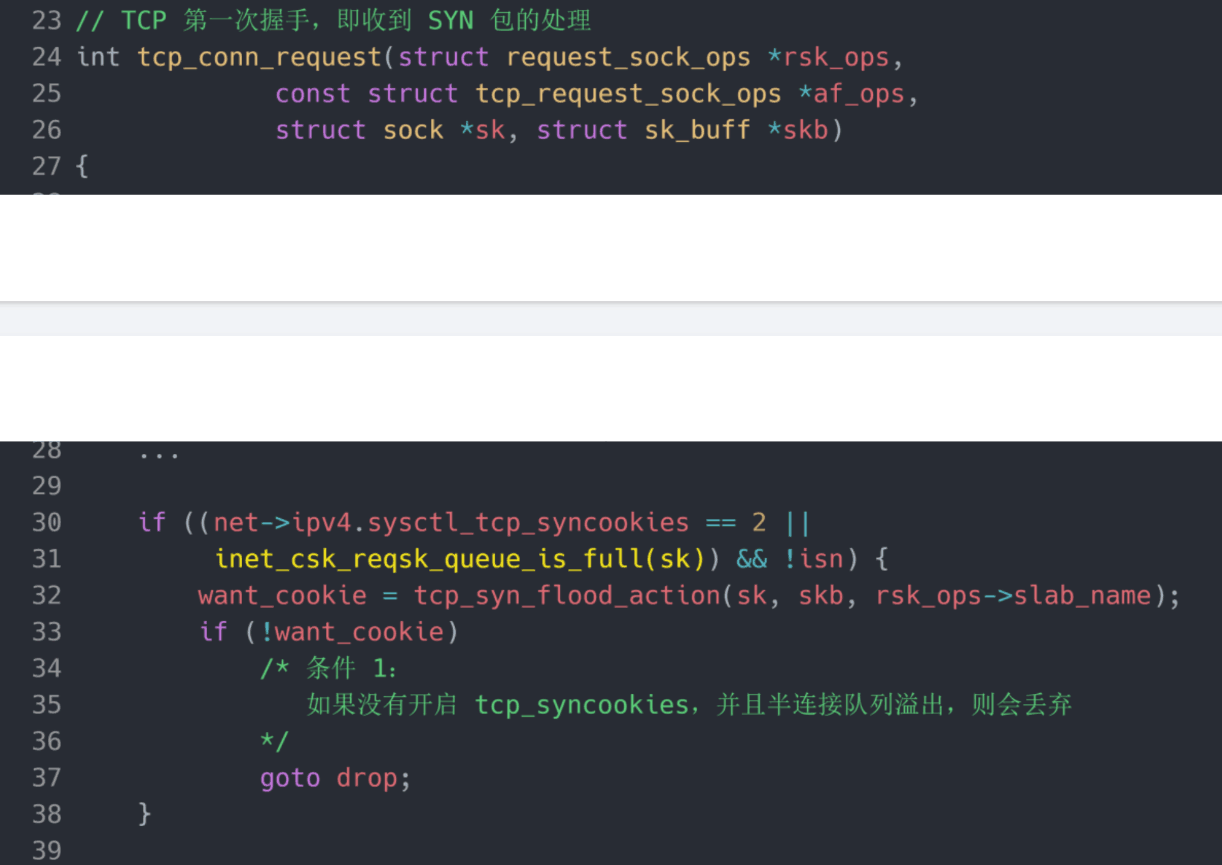 23 // TCP 第一次握手，即收到 SYN 包的处理
24 int tcp_conn_request(struct request_sock_ops *rsk_ops,
25 const struct tcp_request_sock_ops *af_ops,
26 struct sock *sk, struct sk_buff *skb)
27 {
28 ...
29
30 if ((net->ipv4.sysctl_tcp_syncookies == 2 ||
31 inet_csk_reqsk_queue_is_full(sk)) && !isn) {
32 want_cookie = tcp_syn_flood_action(sk, skb, rsk_ops->slab_name);
33 if (!want_cookie)
34 /* 条件 1：
35 如果没有开启 tcp_syncookies，并且半连接队列溢出，则会丢弃
36 */
37 goto drop;
38 }
39